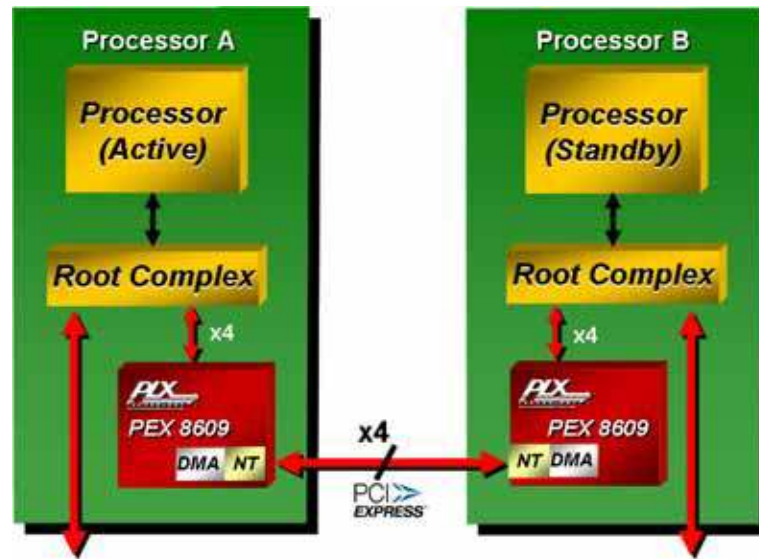 Processor A
Processor
(Active)
Root Complex
x4
PLX
PEX 8609
DMA NT
x4
PCI
EXPRESS
Processor B
Processor
(Standby)
Root Complex
x4
PLX
PEX 8609
NT DMA